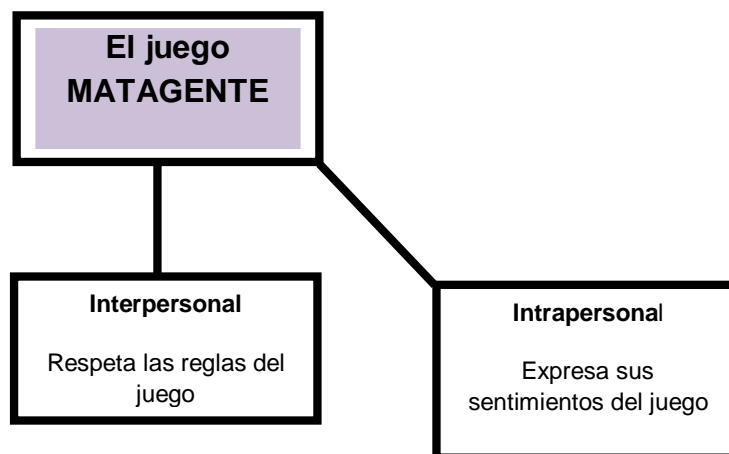 El juego
MATAGENTE
Interpersonal
Respeta las reglas del
juego
Intrapersonal
Expresa sus
sentimientos del juego